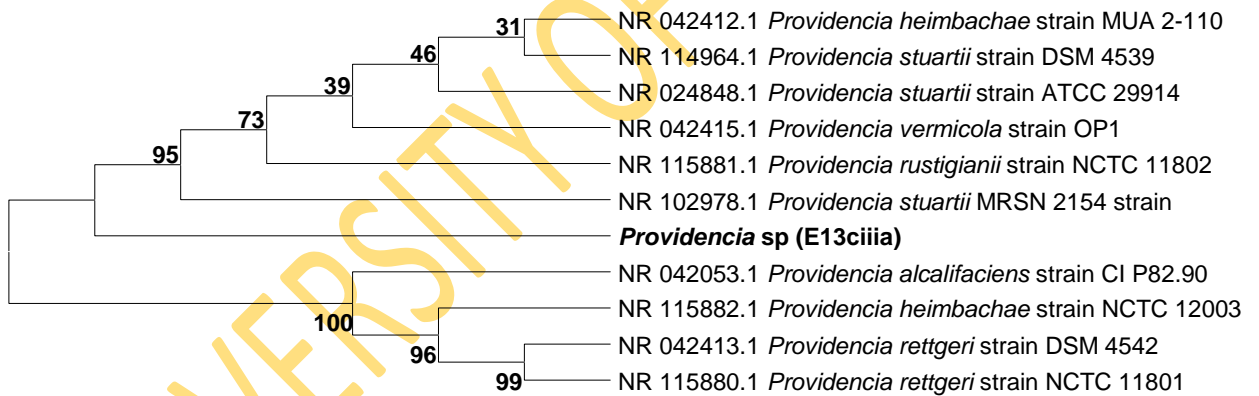 31
NR 042412.1 Providencia heimbachae strain MUA 2-110
46
NR 114964.1 Providencia stuartii strain DSM 4539
39
NR 024848.1 Providencia stuartii strain ATCC 29914
73
NR 042415.1 Providencia vermicola strain OP1
95
NR 115881.1 Providencia rustigianii strain NCTC 11802
NR 102978.1 Providencia stuartii MRSN 2154 strain
Providencia sp (E13ciiia)
NR 042053.1 Providencia alcalifaciens strain CI P82.90
100
NR 115882.1 Providencia heimbachae strain NCTC 12003
96
NR 042413.1 Providencia rettgeri strain DSM 4542
99
NR 115880.1 Providencia rettgeri strain NCTC 11801
VERSITY OF